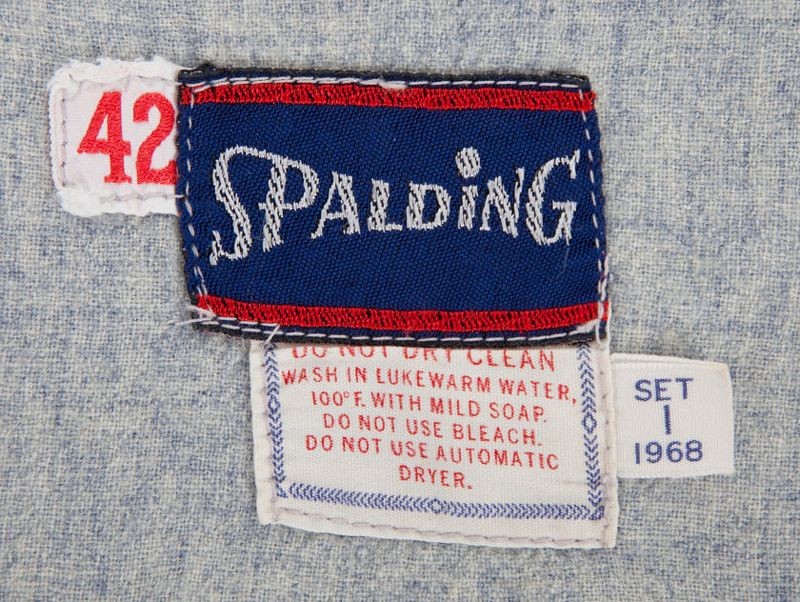 42
SPALDING
DO NOT DRY CLEAN
WASH IN LUKEWARM WATER,
100°F. WITH MILD SOAP.
DO NOT USE BLEACH.
DO NOT USE AUTOMATIC
DRYER.
SET
1
1968